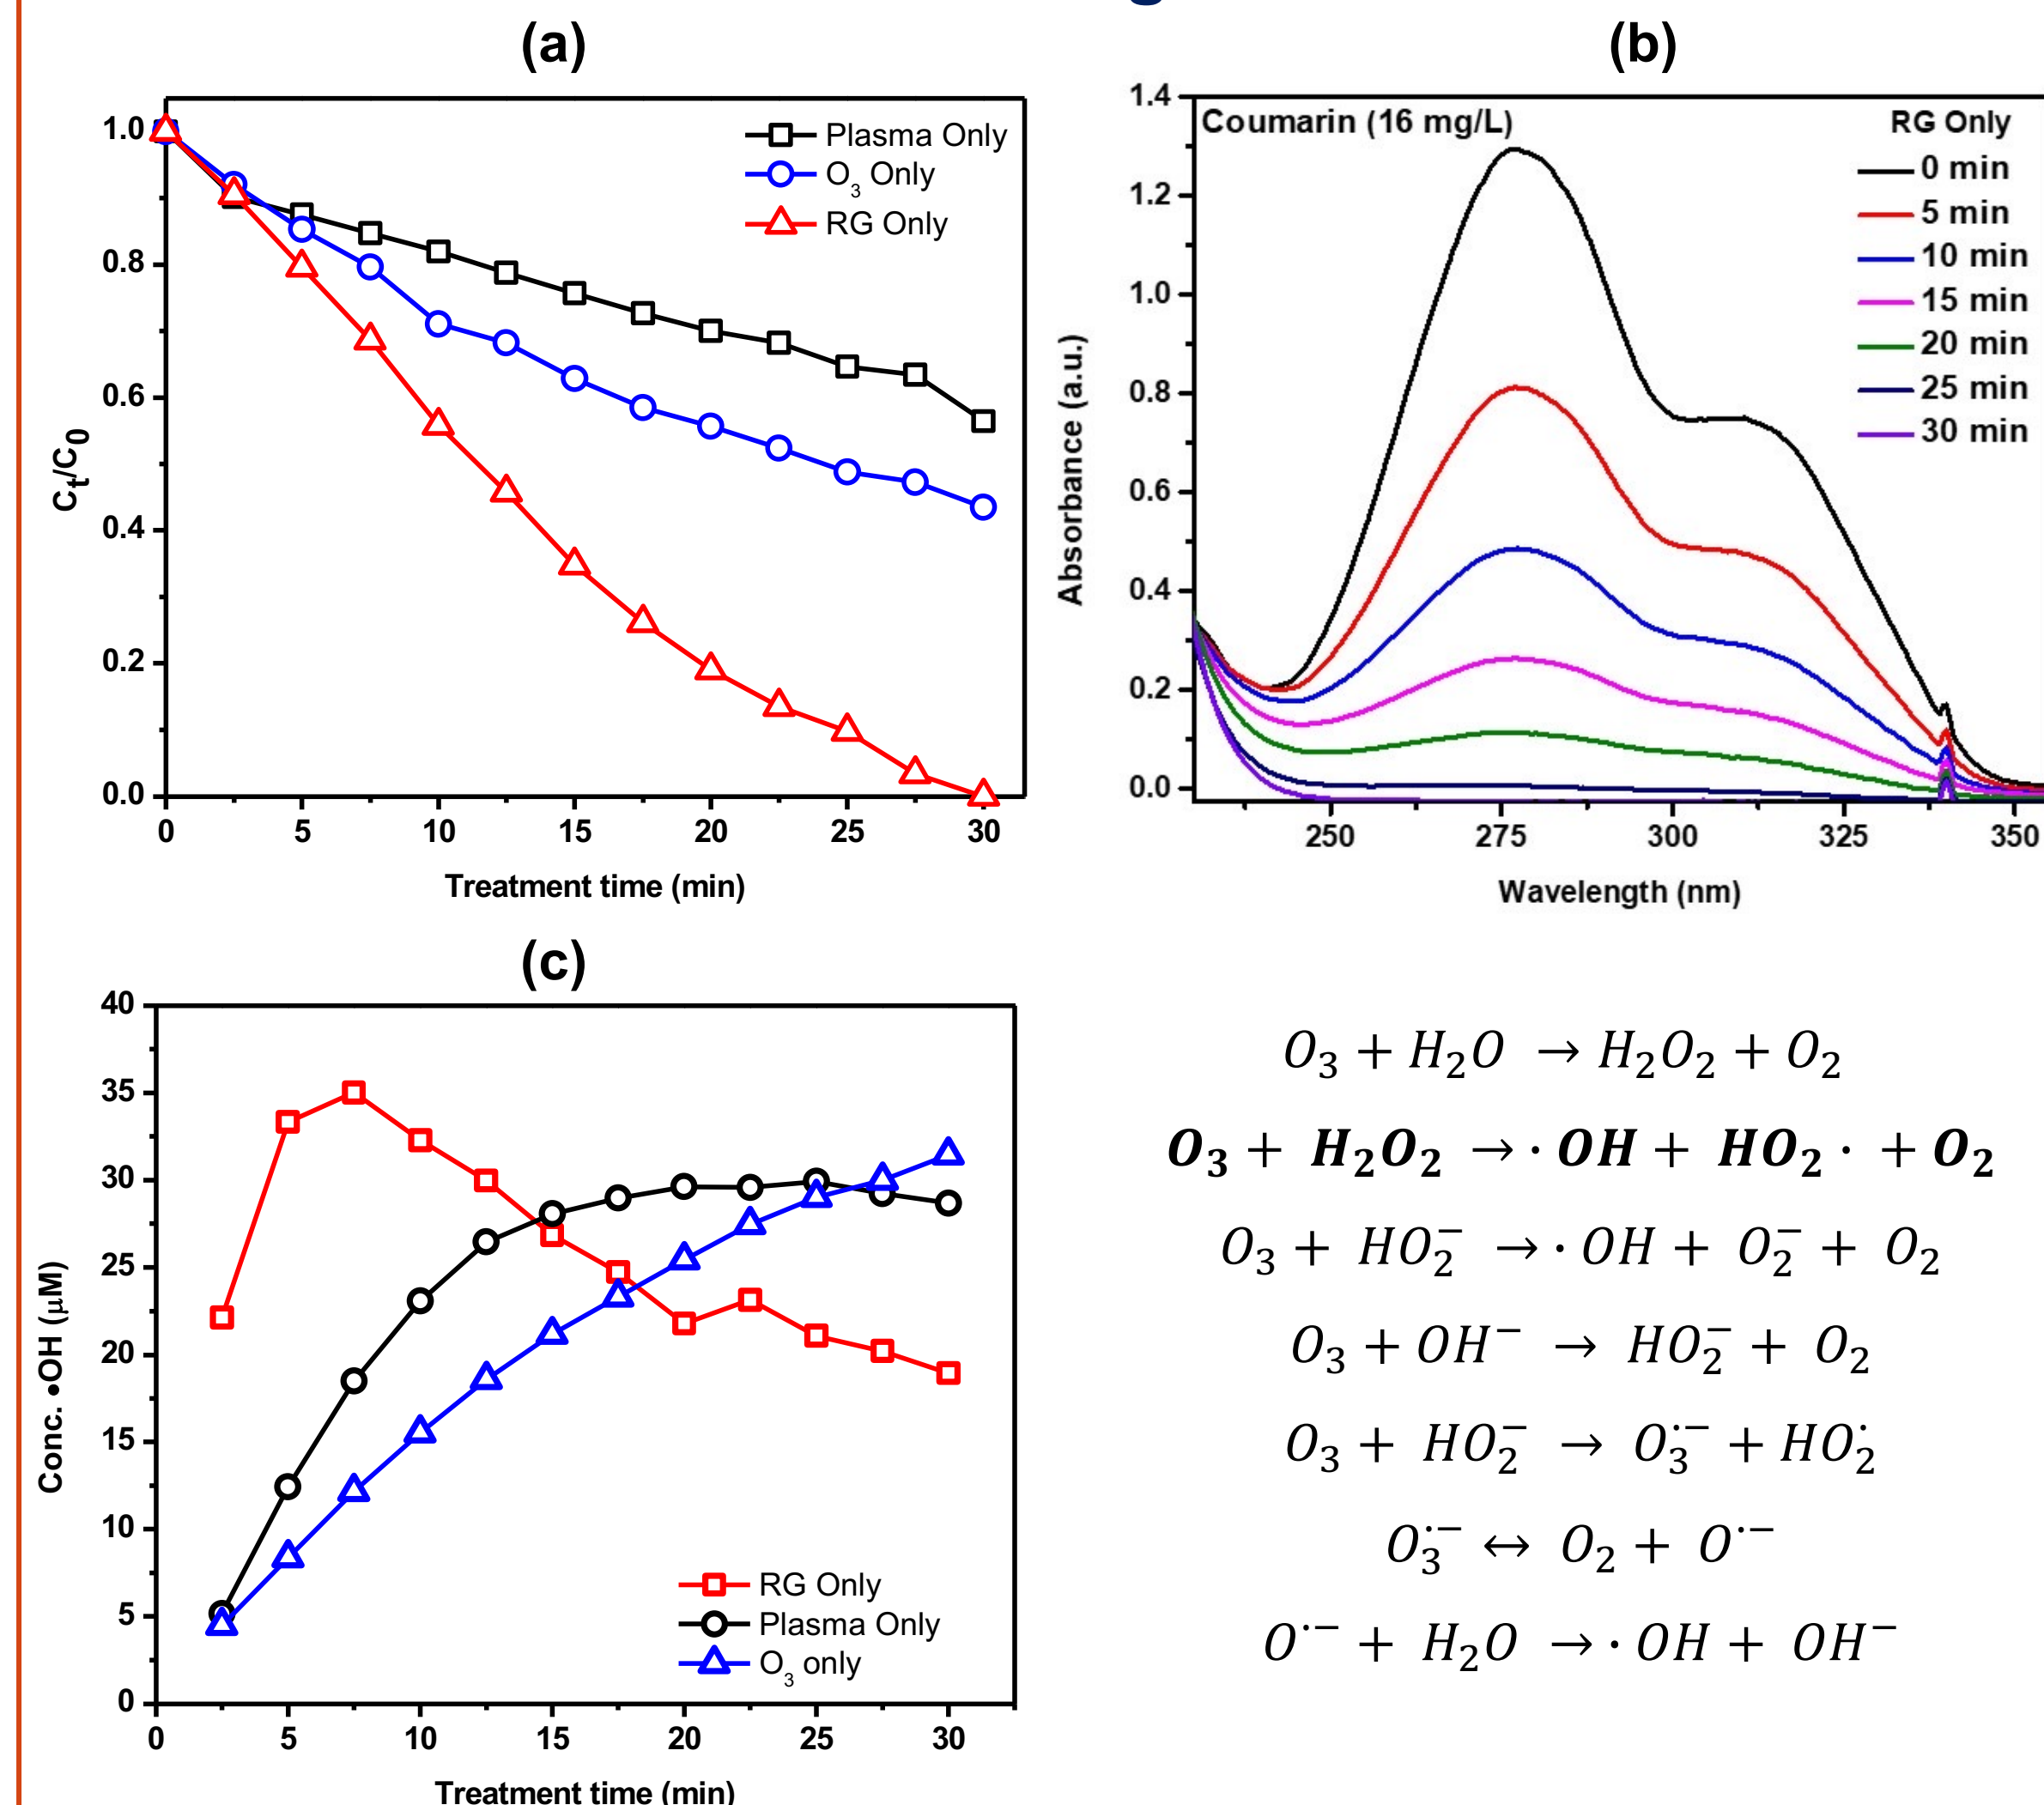 (a)
1.0
0.8
0.6
0.4
0.2
0.0
Plasma Only
O₃ Only
RG Only
Cₜ/C₀
0 5 10 15 20 25 30
Treatment time (min)
(b)
1.4
1.2
1.0
0.8
0.6
0.4
0.2
0.0
Coumarin (16 mg/L)
RG Only
0 min
5 min
10 min
15 min
20 min
25 min
30 min
Absorbance (a.u.)
250 275 300 325 350
Wavelength (nm)
(c)
40
35
30
25
20
15
10
5
0
Conc. •OH (μM)
RG Only
Plasma Only
O₃ only
0 5 10 15 20 25 30
Treatment time (min)
O₃ + H₂O → H₂O₂ + O₂
O₃ + H₂O₂ → ·OH + HO₂· + O₂
O₃ + HO₂⁻ → ·OH + O₂⁻ + O₂
O₃ + OH⁻ → HO₂⁻ + O₂
O₃ + HO₂⁻ → O₃˙⁻ + HO₂˙
O₃˙⁻ ↔ O₂ + O˙⁻
O˙⁻ + H₂O → ·OH + OH⁻